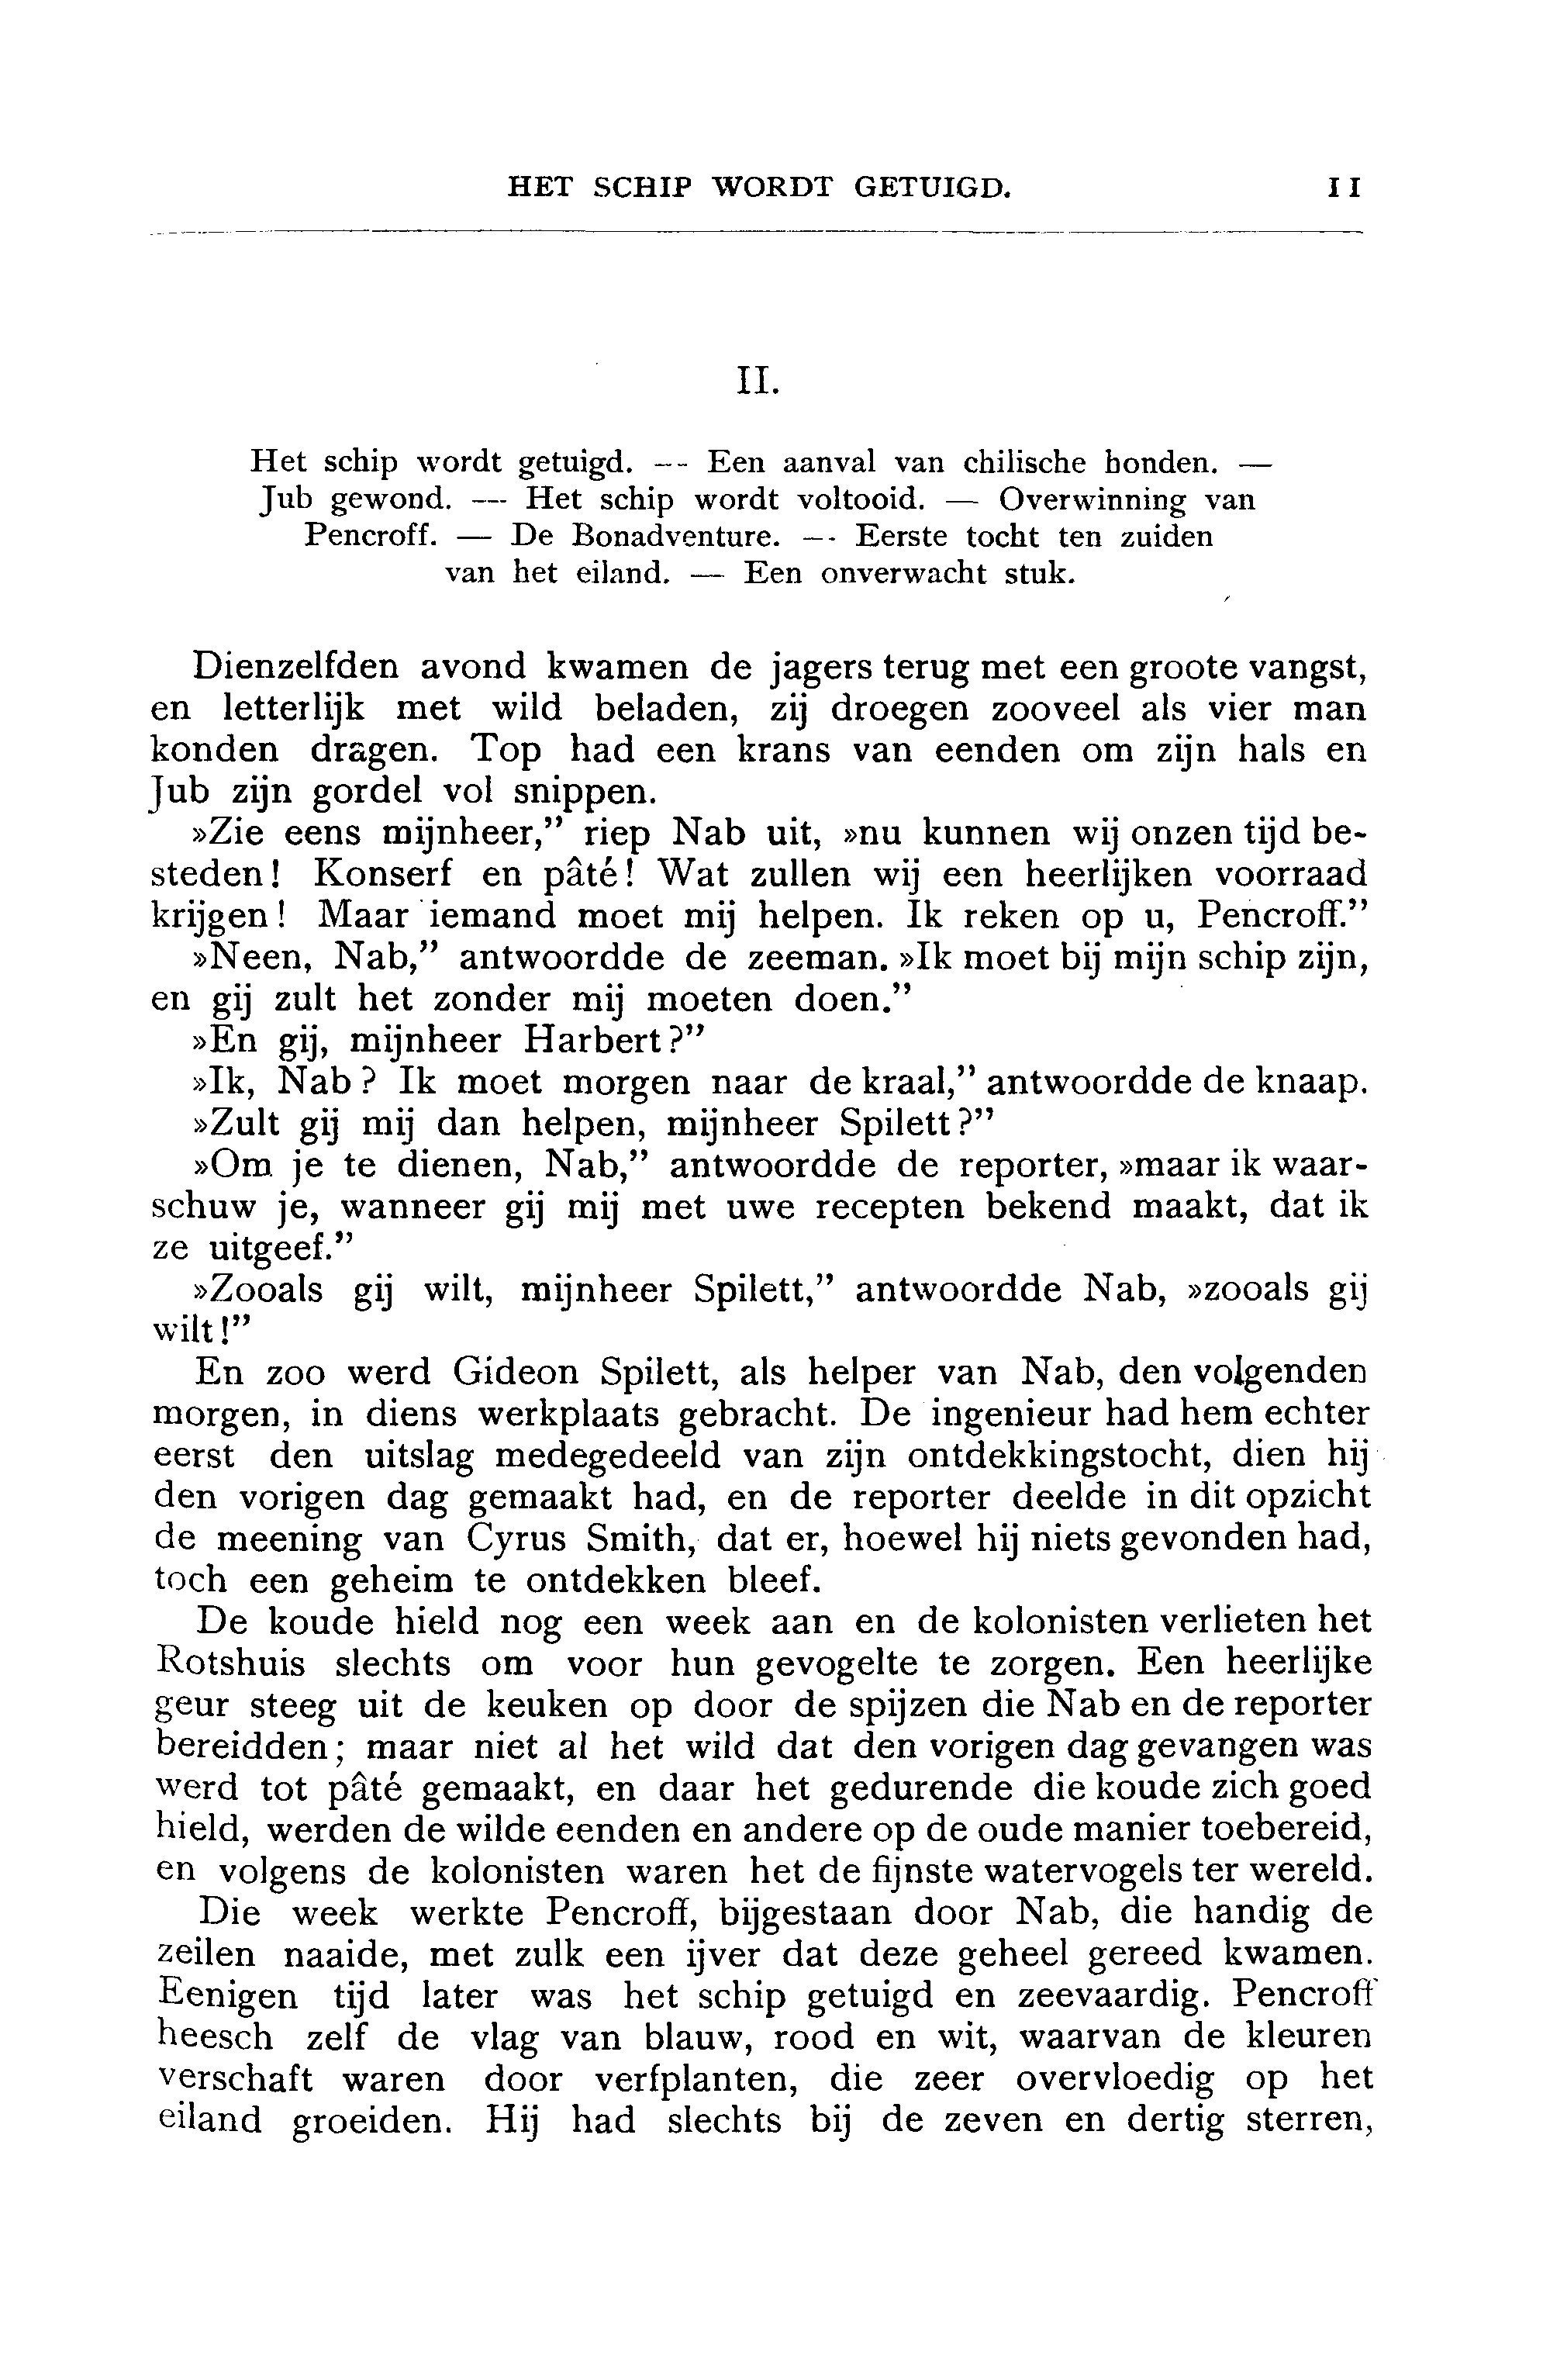 HET SCHIP WORDT GETUIGD. 11
II.
Het schip wordt getuigd. — Een aanval van chilische honden. —
Jub gewond. — Het schip wordt voltooid. — Overwinning van
Pencroff. — De Bonadventure. — Eerste tocht ten zuiden
van het eiland. — Een onverwacht stuk.
Dienzelfden avond kwamen de jagers terug met een groote vangst,
en letterlijk met wild beladen, zij droegen zooveel als vier man
konden dragen. Top had een krans van eenden om zijn hals en
Jub zijn gordel vol snippen.
»Zie eens mijnheer,” riep Nab uit, »nu kunnen wij onzen tijd be-
steden! Konserf en pâté! Wat zullen wij een heerlijken voorraad
krijgen! Maar iemand moet mij helpen. Ik reken op u, Pencroff.”
»Neen, Nab,” antwoordde de zeeman. »Ik moet bij mijn schip zijn,
en gij zult het zonder mij moeten doen.”
»En gij, mijnheer Harbert?”
»Ik, Nab? Ik moet morgen naar de kraal,” antwoordde de knaap.
»Zult gij mij dan helpen, mijnheer Spilett?”
»Om je te dienen, Nab,” antwoordde de reporter, »maar ik waar-
schuw je, wanneer gij mij met uwe recepten bekend maakt, dat ik
ze uitgeef.”
»Zooals gij wilt, mijnheer Spilett,” antwoordde Nab, »zooals gij
wilt!”
En zoo werd Gideon Spilett, als helper van Nab, den volgenden
morgen, in diens werkplaats gebracht. De ingenieur had hem echter
eerst den uitslag medegedeeld van zijn ontdekkingstocht, dien hij
den vorigen dag gemaakt had, en de reporter deelde in dit opzicht
de meening van Cyrus Smith, dat er, hoewel hij niets gevonden had,
toch een geheim te ontdekken bleef.
De koude hield nog een week aan en de kolonisten verlieten het
Rotshuis slechts om voor hun gevogelte te zorgen. Een heerlijke
geur steeg uit de keuken op door de spijzen die Nab en de reporter
bereidden; maar niet al het wild dat den vorigen dag gevangen was
werd tot pâté gemaakt, en daar het gedurende die koude zich goed
hield, werden de wilde eenden en andere op de oude manier toebereid,
en volgens de kolonisten waren het de fijnste watervogels ter wereld.
Die week werkte Pencroff, bijgestaan door Nab, die handig de
zeilen naaide, met zulk een ijver dat deze geheel gereed kwamen.
Eenigen tijd later was het schip getuigd en zeevaardig. Pencroff
heesch zelf de vlag van blauw, rood en wit, waarvan de kleuren
verschaft waren door verfplanten, die zeer overvloedig op het
eiland groeiden. Hij had slechts bij de zeven en dertig sterren,